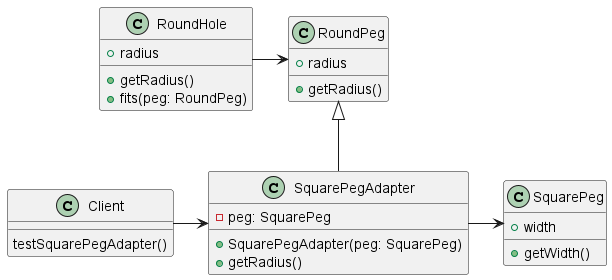 C RoundHole
radius
getRadius()
fits(peg: RoundPeg)
C RoundPeg
radius
getRadius()
C Client
testSquarePegAdapter()
C SquarePegAdapter
peg: SquarePeg
SquarePegAdapter(peg: SquarePeg)
getRadius()
C SquarePeg
width
getWidth()